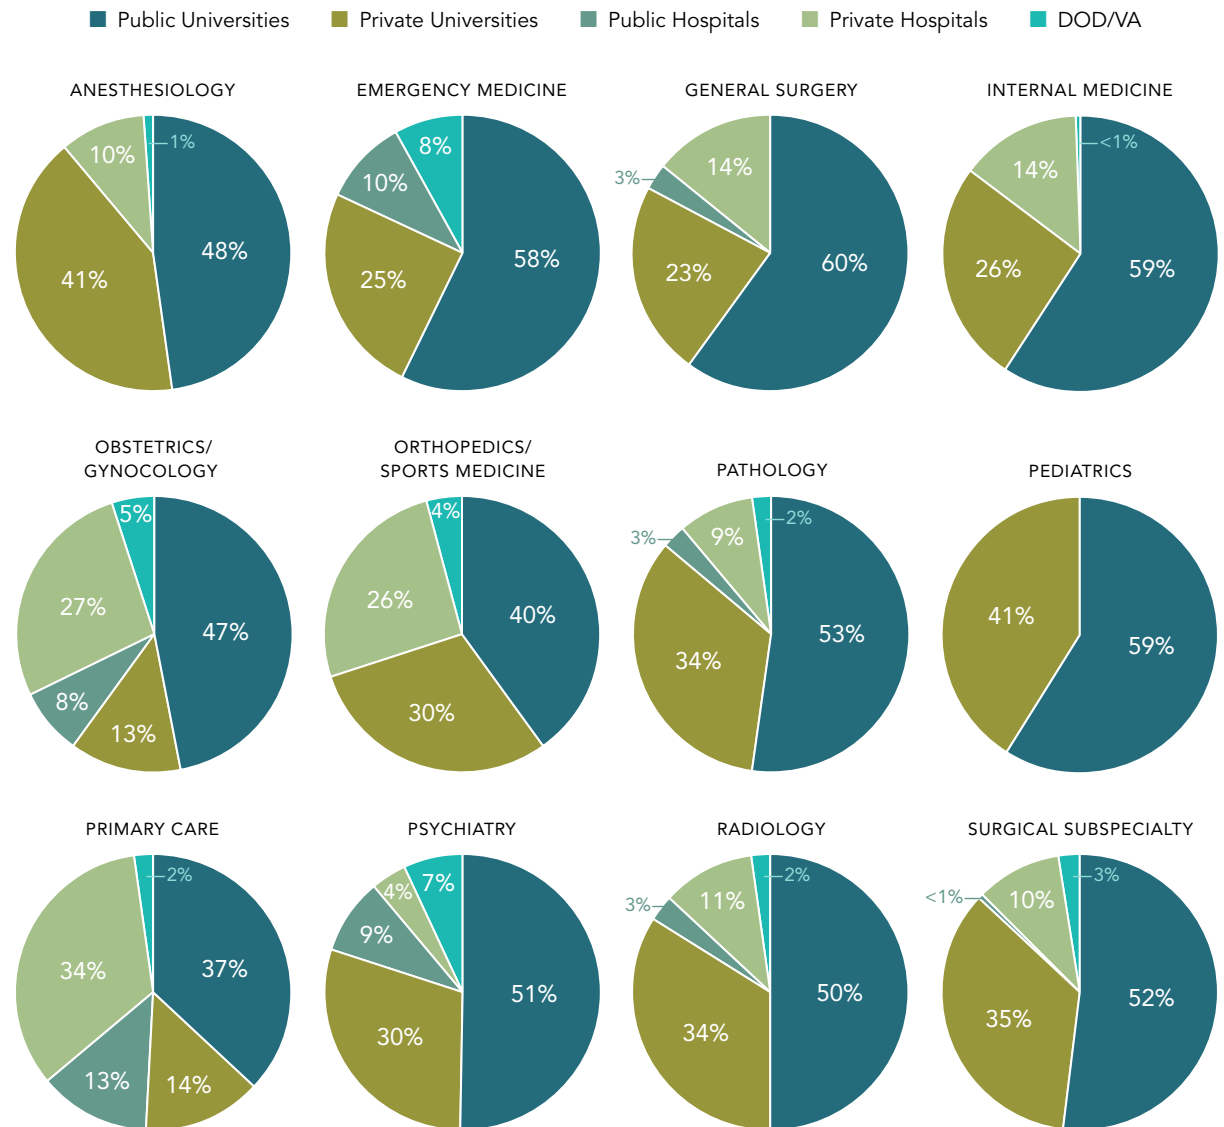 Public Universities
Private Universities
Public Hospitals
Private Hospitals
DOD/VA
ANESTHESIOLOGY
1%
10%
48%
41%
EMERGENCY MEDICINE
8%
10%
58%
25%
GENERAL SURGERY
14%
3%
60%
23%
INTERNAL MEDICINE
<1%
14%
59%
26%
OBSTETRICS/
GYNOCOLOGY
5%
27%
47%
8%
13%
ORTHOPEDICS/
SPORTS MEDICINE
4%
26%
40%
30%
PATHOLOGY
2%
3%
9%
53%
34%
PEDIATRICS
41%
59%
PRIMARY CARE
2%
34%
37%
13%
14%
PSYCHIATRY
7%
4%
9%
51%
30%
RADIOLOGY
2%
3%
11%
50%
34%
SURGICAL SUBSPECIALTY
3%
<1%
10%
52%
35%